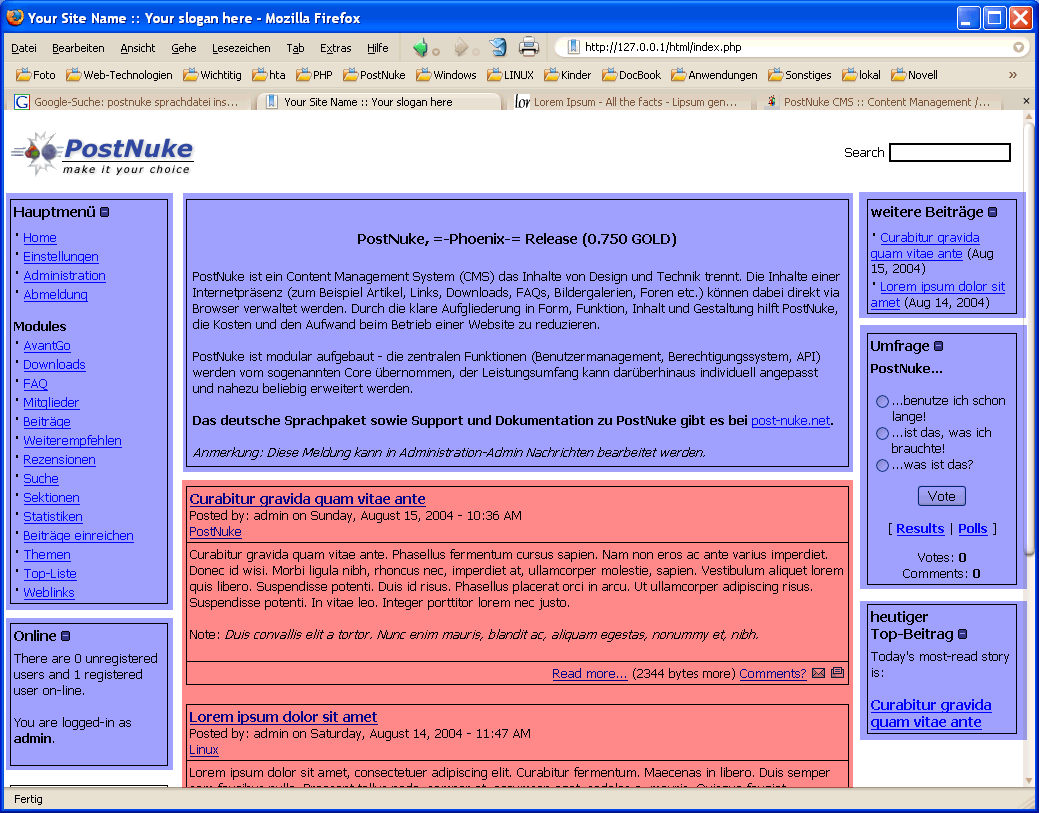 Your Site Name :: Your slogan here - Mozilla Firefox
Datei Bearbeiten Ansicht Gehe Lesezeichen Tab Extras Hilfe http://127.0.0.1/html/index.php
Foto Web-Technologien Wichtitig hta PHP PostNuke Windows LINUX Kinder DocBook Anwendungen Sonstiges lokal Novell »
Google-Suche: postnuke sprachdatei ins... Your Site Name :: Your slogan here Lorem Ipsum - All the facts - Lipsum gen... PostNuke CMS :: Content Management /...
PostNuke
make it your choice
Search
Hauptmenü
Home
Einstellungen
Administration
Abmeldung
Modules
AvantGo
Downloads
FAQ
Mitglieder
Beiträge
Weiterempfehlen
Rezensionen
Suche
Sektionen
Statistiken
Beiträge einreichen
Themen
Top-Liste
Weblinks
Online
There are 0 unregistered
users and 1 registered
user on-line.
You are logged-in as
admin.
PostNuke, =-Phoenix-= Release (0.750 GOLD)
PostNuke ist ein Content Management System (CMS) das Inhalte von Design und Technik trennt. Die Inhalte einer
Internetpräsenz (zum Beispiel Artikel, Links, Downloads, FAQs, Bildergalerien, Foren etc.) können dabei direkt via
Browser verwaltet werden. Durch die klare Aufgliederung in Form, Funktion, Inhalt und Gestaltung hilft PostNuke,
die Kosten und den Aufwand beim Betrieb einer Website zu reduzieren.
PostNuke ist modular aufgebaut - die zentralen Funktionen (Benutzermanagement, Berechtigungssystem, API)
werden vom sogenannten Core übernommen, der Leistungsumfang kann darüberhinaus individuell angepasst
und nahezu beliebig erweitert werden.
Das deutsche Sprachpaket sowie Support und Dokumentation zu PostNuke gibt es bei post-nuke.net.
Anmerkung: Diese Meldung kann in Administration-Admin Nachrichten bearbeitet werden.
Curabitur gravida quam vitae ante
Posted by: admin on Sunday, August 15, 2004 - 10:36 AM
PostNuke
Curabitur gravida quam vitae ante. Phasellus fermentum cursus sapien. Nam non eros ac ante varius imperdiet.
Donec id wisi. Morbi ligula nibh, rhoncus nec, imperdiet at, ullamcorper molestie, sapien. Vestibulum aliquet lorem
quis libero. Suspendisse potenti. Duis id risus. Phasellus placerat orci in arcu. Ut ullamcorper adipiscing risus.
Suspendisse potenti. In vitae leo. Integer porttitor lorem nec justo.
Note: Duis convallis elit a tortor. Nunc enim mauris, blandit ac, aliquam egestas, nonummy et, nibh.
Read more... (2344 bytes more) Comments?
Lorem ipsum dolor sit amet
Posted by: admin on Saturday, August 14, 2004 - 11:47 AM
Linux
Lorem ipsum dolor sit amet, consectetuer adipiscing elit. Curabitur fermentum. Maecenas in libero. Duis semper
weitere Beiträge
Curabitur gravida
quam vitae ante (Aug
15, 2004)
Lorem ipsum dolor sit
amet (Aug 14, 2004)
Umfrage
PostNuke...
...benutze ich schon
lange!
...ist das, was ich
brauchte!
...was ist das?
Vote
[ Results | Polls ]
Votes: 0
Comments: 0
heutiger
Top-Beitrag
Today's most-read story
is:
Curabitur gravida
quam vitae ante
Fertig